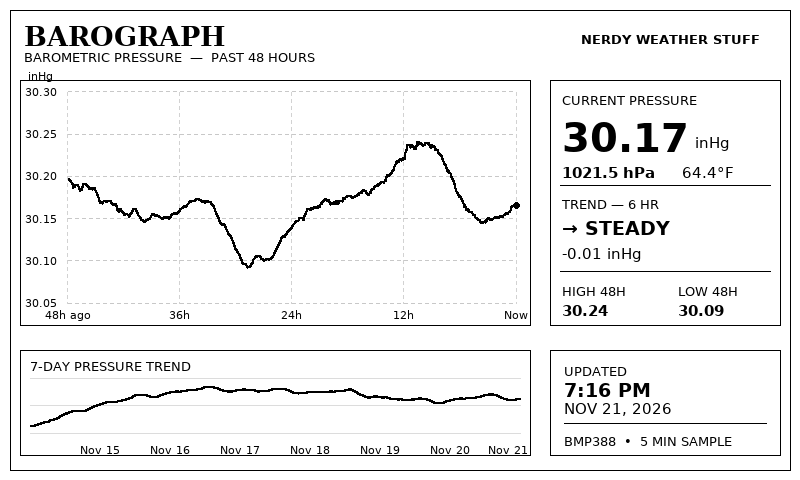 BAROGRAPH
BAROMETRIC PRESSURE — PAST 48 HOURS
NERDY WEATHER STUFF
inHg
30.30
30.25
30.20
30.15
30.10
30.05
48h ago 36h 24h 12h Now
CURRENT PRESSURE
30.17 inHg
1021.5 hPa 64.4°F
TREND — 6 HR
→ STEADY
-0.01 inHg
HIGH 48H LOW 48H
30.24 30.09
7-DAY PRESSURE TREND
Nov 15 Nov 16 Nov 17 Nov 18 Nov 19 Nov 20 Nov 21
UPDATED
7:16 PM
NOV 21, 2026
BMP388 • 5 MIN SAMPLE